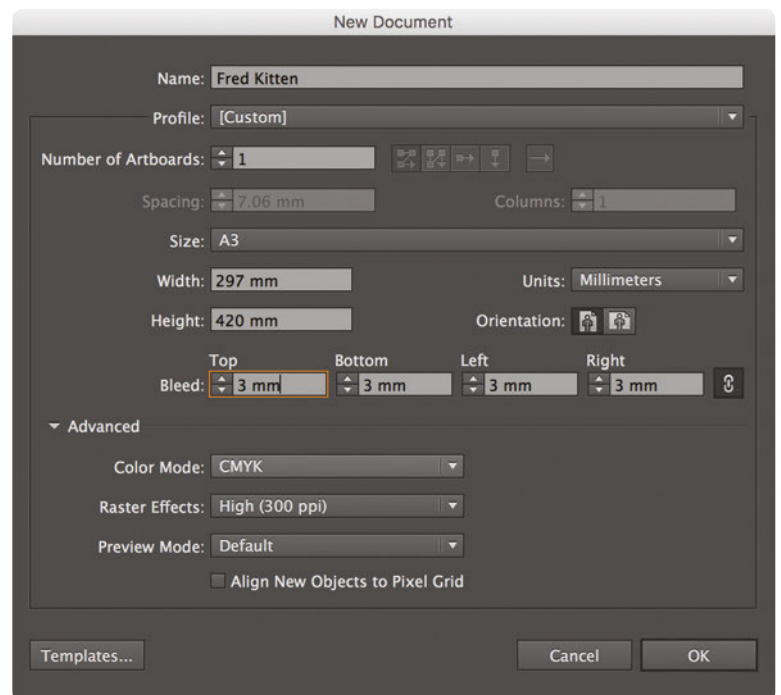 New Document
Name: Fred Kitten
Profile: [Custom]
Number of Artboards: 1
Spacing: 7.06 mm Columns: 1
Size: A3
Width: 297 mm Units: Millimeters
Height: 420 mm Orientation:
Top Bottom Left Right
Bleed: 3 mm 3 mm 3 mm 3 mm
Advanced
Color Mode: CMYK
Raster Effects: High (300 ppi)
Preview Mode: Default
Align New Objects to Pixel Grid
Templates... Cancel OK